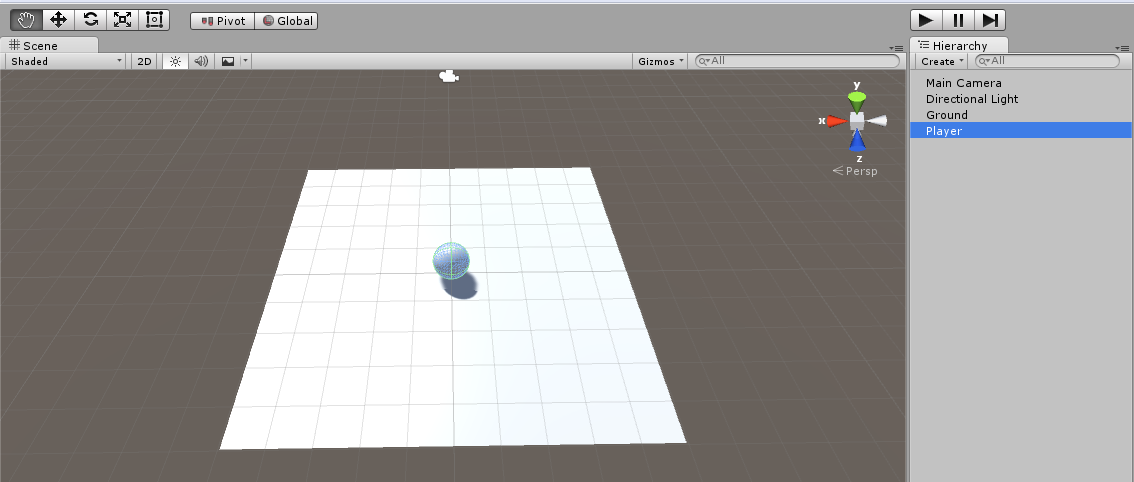 Pivot Global
Scene
Shaded 2D Gizmos All
y
x
z
Persp
Hierarchy
Create All
Main Camera
Directional Light
Ground
Player